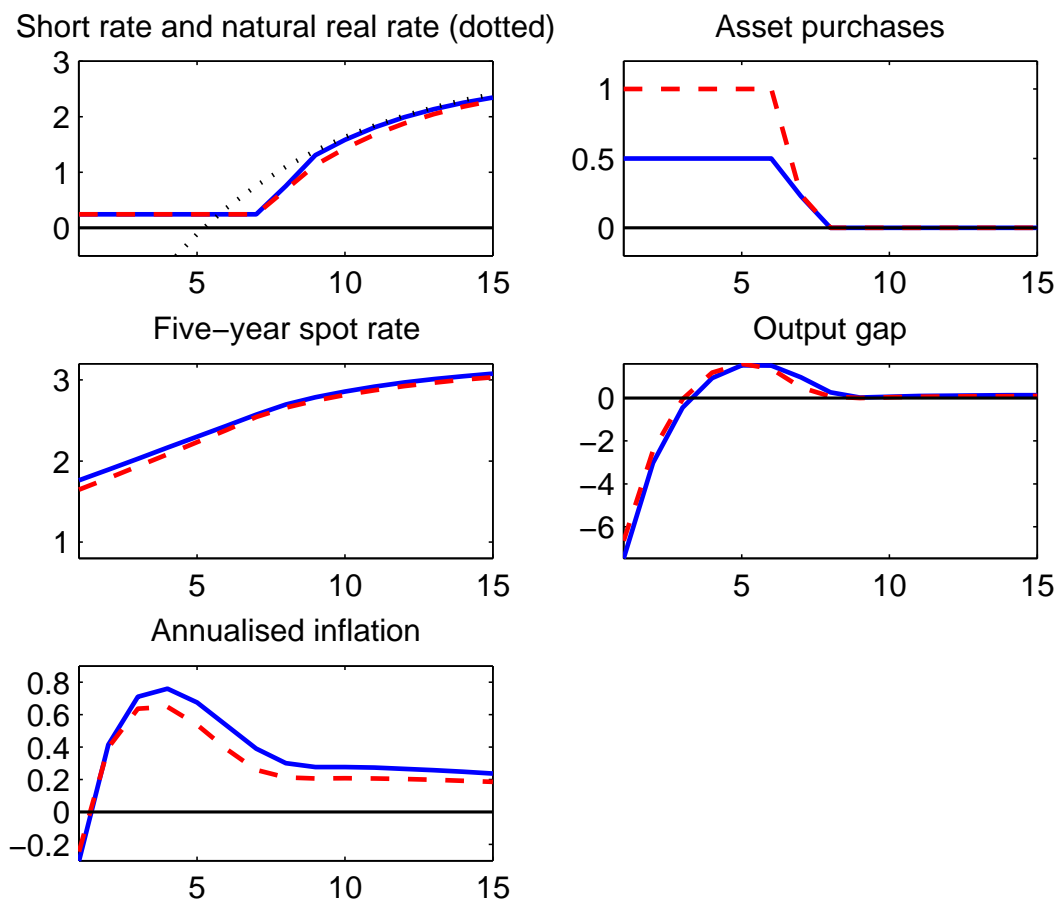 Short rate and natural real rate (dotted)
3
2
1
0
5 10 15
Asset purchases
1
0.5
0
5 10 15
Five−year spot rate
3
2
1
5 10 15
Output gap
0
−2
−4
−6
5 10 15
Annualised inflation
0.8
0.6
0.4
0.2
0
−0.2
5 10 15